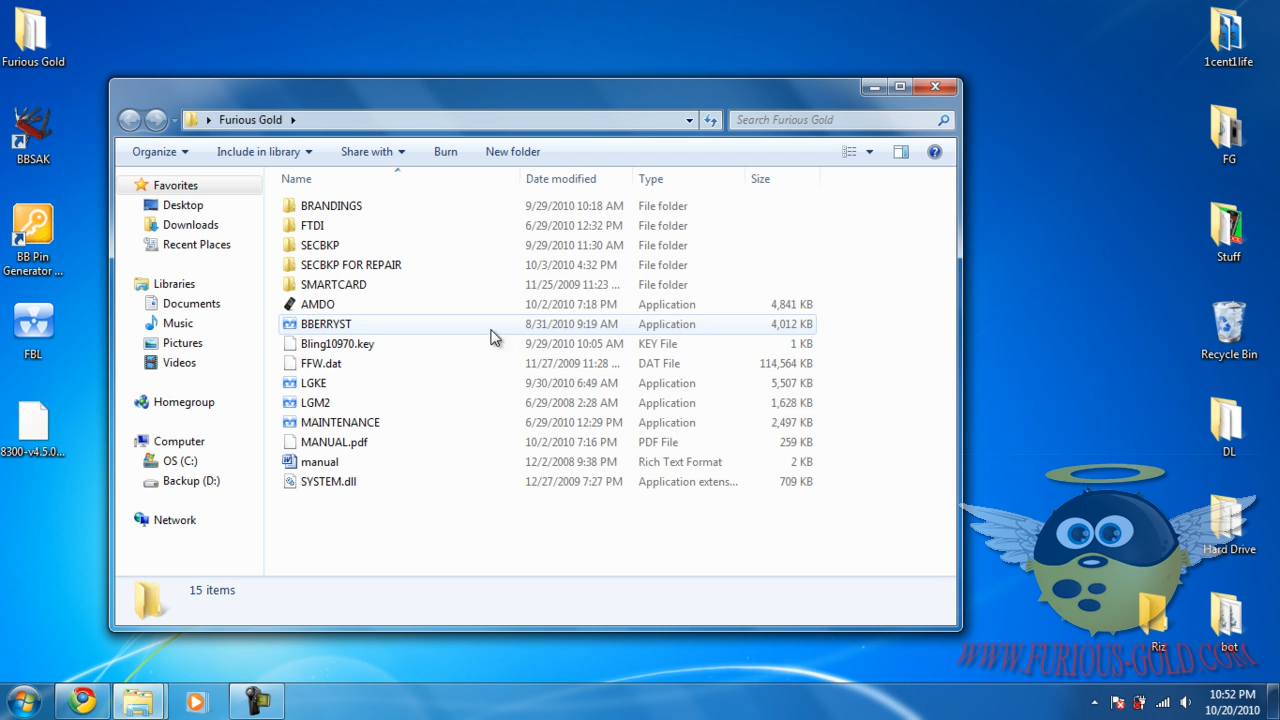 Furious Gold
BBSAK
BB Pin
Generator ...
FBL
8300-v4.5.0...
Furious Gold
Search Furious Gold
Organize Include in library Share with Burn New folder
Favorites
Desktop
Downloads
Recent Places
Libraries
Documents
Music
Pictures
Videos
Homegroup
Computer
OS (C:)
Backup (D:)
Network
Name Date modified Type Size
BRANDINGS 9/29/2010 10:18 AM File folder
FTDI 6/29/2010 12:32 PM File folder
SECBKP 9/29/2010 11:30 AM File folder
SECBKP FOR REPAIR 10/3/2010 4:32 PM File folder
SMARTCARD 11/25/2009 11:23 ... File folder
AMDO 10/2/2010 7:18 PM Application 4,841 KB
BBERRYST 8/31/2010 9:19 AM Application 4,012 KB
Bling10970.key 9/29/2010 10:05 AM KEY File 1 KB
FFW.dat 11/27/2009 11:28 ... DAT File 114,564 KB
LGKE 9/30/2010 6:49 AM Application 5,507 KB
LGM2 6/29/2008 2:28 AM Application 1,628 KB
MAINTENANCE 6/29/2010 12:29 PM Application 2,497 KB
MANUAL.pdf 10/2/2010 7:16 PM PDF File 259 KB
manual 12/2/2008 9:38 PM Rich Text Format 2 KB
SYSTEM.dll 12/27/2009 7:27 PM Application extens... 709 KB
15 items
1cent1life
FG
Stuff
Recycle Bin
DL
Hard Drive
Riz
bot
WWW.FURIOUS-GOLD.COM
10:52 PM
10/20/2010